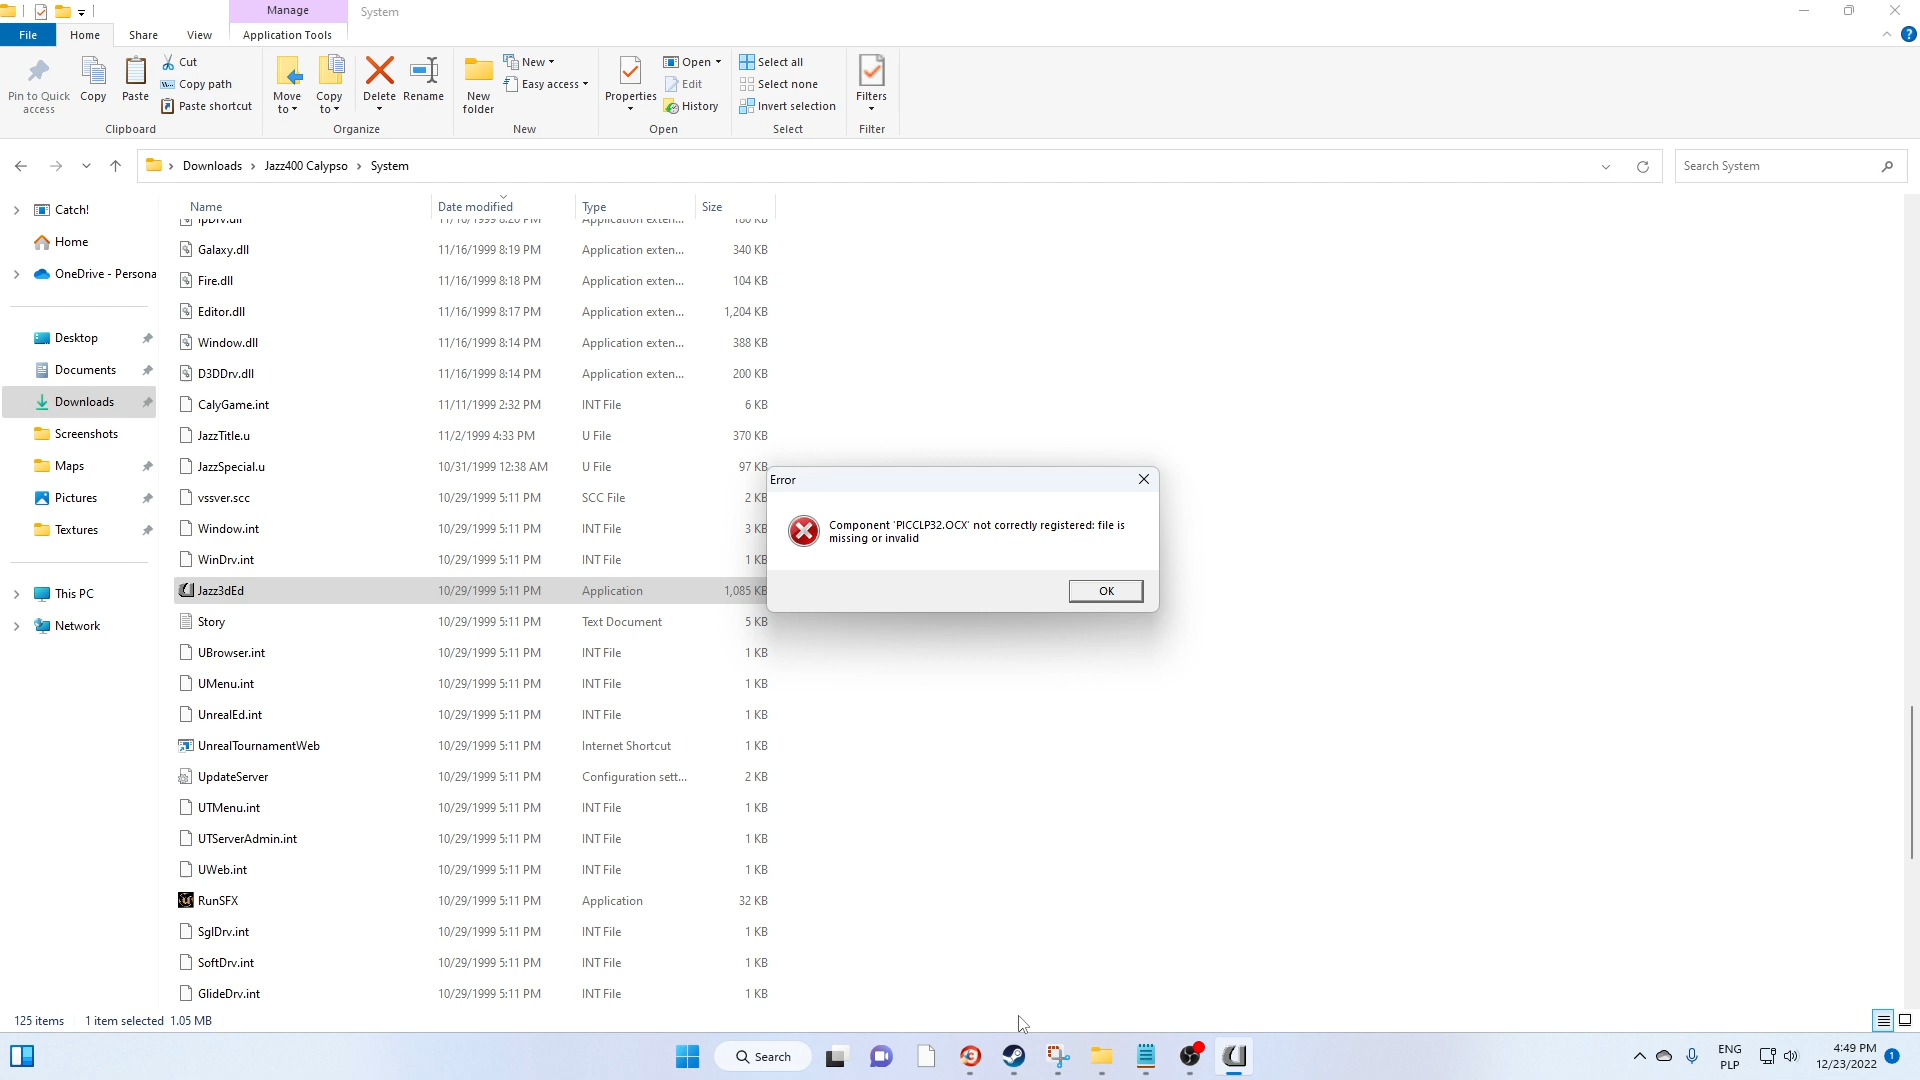 Manage
System
File
Home
Share
View
Application Tools
Pin to Quick access
Copy
Paste
Cut
Copy path
Paste shortcut
Clipboard
Move to
Copy to
Delete
Rename
Organize
New folder
New
Easy access
New
Properties
Open
Edit
History
Open
Select all
Select none
Invert selection
Select
Filters
Filter
Downloads
Jazz400 Calypso
System
Search System
Catch!
Home
OneDrive - Persona
Desktop
Documents
Downloads
Screenshots
Maps
Pictures
Textures
This PC
Network
Name Date modified Type Size
Galaxy.dll 11/16/1999 8:19 PM Application exten... 340 KB
Fire.dll 11/16/1999 8:18 PM Application exten... 104 KB
Editor.dll 11/16/1999 8:17 PM Application exten... 1,204 KB
Window.dll 11/16/1999 8:14 PM Application exten... 388 KB
D3DDrv.dll 11/16/1999 8:14 PM Application exten... 200 KB
CalyGame.int 11/11/1999 2:32 PM INT File 6 KB
JazzTitle.u 11/2/1999 4:33 PM U File 370 KB
JazzSpecial.u 10/31/1999 12:38 AM U File 97 KB
vssver.scc 10/29/1999 5:11 PM SCC File 2 KB
Window.int 10/29/1999 5:11 PM INT File 3 KB
WinDrv.int 10/29/1999 5:11 PM INT File 1 KB
Jazz3dEd 10/29/1999 5:11 PM Application 1,085 KB
Story 10/29/1999 5:11 PM Text Document 5 KB
UBrowser.int 10/29/1999 5:11 PM INT File 1 KB
UMenu.int 10/29/1999 5:11 PM INT File 1 KB
UnrealEd.int 10/29/1999 5:11 PM INT File 1 KB
UnrealTournamentWeb 10/29/1999 5:11 PM Internet Shortcut 1 KB
UpdateServer 10/29/1999 5:11 PM Configuration sett... 2 KB
UTMenu.int 10/29/1999 5:11 PM INT File 1 KB
UTServerAdmin.int 10/29/1999 5:11 PM INT File 1 KB
UWeb.int 10/29/1999 5:11 PM INT File 1 KB
RunSFX 10/29/1999 5:11 PM Application 32 KB
SglDrv.int 10/29/1999 5:11 PM INT File 1 KB
SoftDrv.int 10/29/1999 5:11 PM INT File 1 KB
GlideDrv.int 10/29/1999 5:11 PM INT File 1 KB
Error
Component 'PICCLP32.OCX' not correctly registered: file is
missing or invalid
OK
125 items 1 item selected 1.05 MB
Search
ENG
PLP
4:49 PM
12/23/2022
1